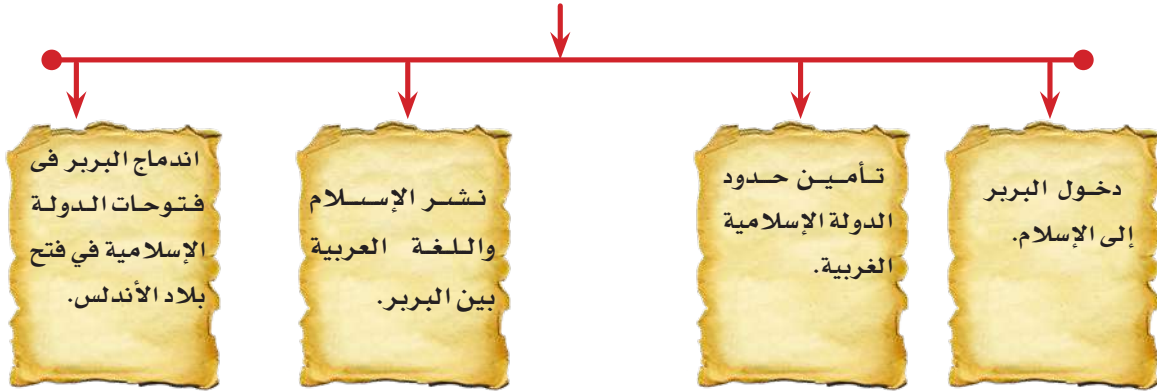 دخول البربر
إلى الإسلام.
تأمين حدود
الدولة الإسلامية
الغربية.
نشر الإسلام
واللغة العربية
بين البربر.
اندماج البربر فى
فتوحات الدولة
الإسلامية في فتح
بلاد الأندلس.